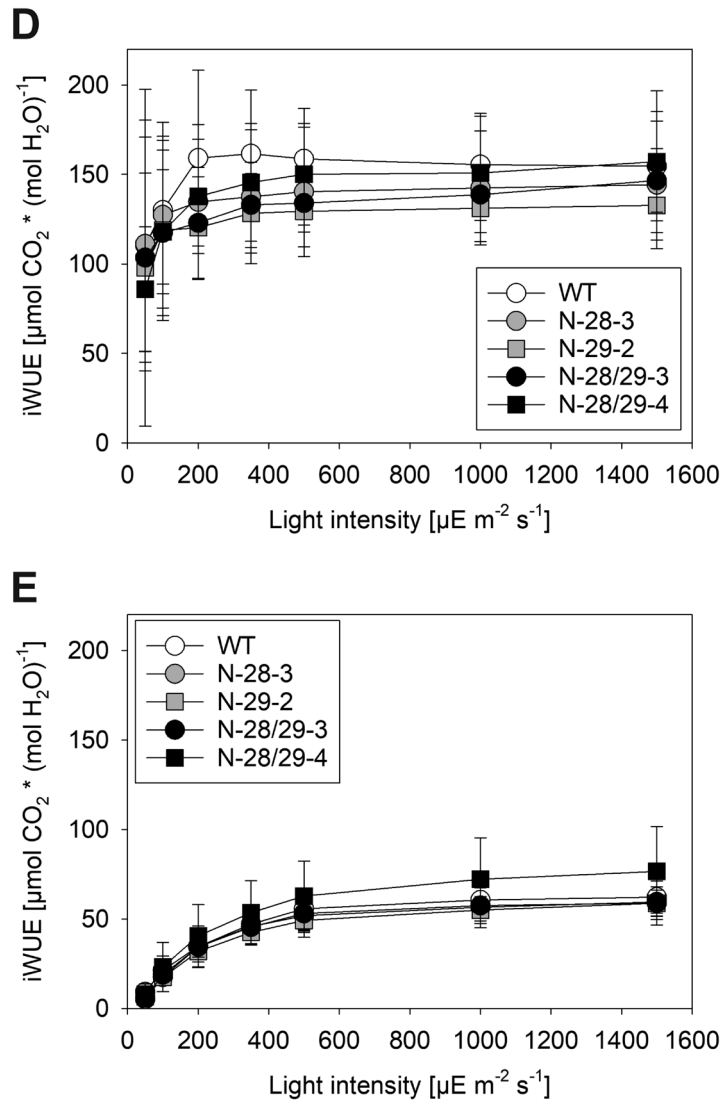 D
iWUE [µmol CO₂ * (mol H₂O)⁻¹]
200
150
100
50
0
WT
N-28-3
N-29-2
N-28/29-3
N-28/29-4
0 200 400 600 800 1000 1200 1400 1600
Light intensity [µE m⁻² s⁻¹]
E
iWUE [µmol CO₂ * (mol H₂O)⁻¹]
200
150
100
50
0
WT
N-28-3
N-29-2
N-28/29-3
N-28/29-4
0 200 400 600 800 1000 1200 1400 1600
Light intensity [µE m⁻² s⁻¹]